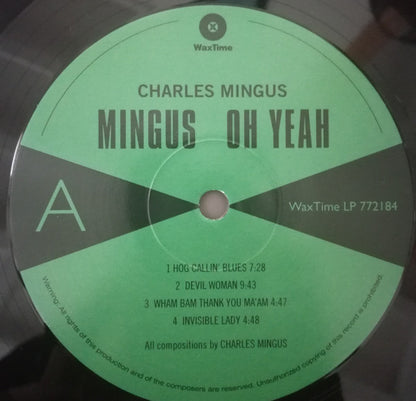 WaxTime
CHARLES MINGUS
MINGUS OH YEAH
A
WaxTime LP 772184
1 HOG CALLIN' BLUES 7:28
2 DEVIL WOMAN 9:43
3 WHAM BAM THANK YOU MA'AM 4:47
4 INVISIBLE LADY 4:48
All compositions by CHARLES MINGUS
Warning: All rights of this production and of the composers are reserved. Unauthorized copying of this record is prohibited.